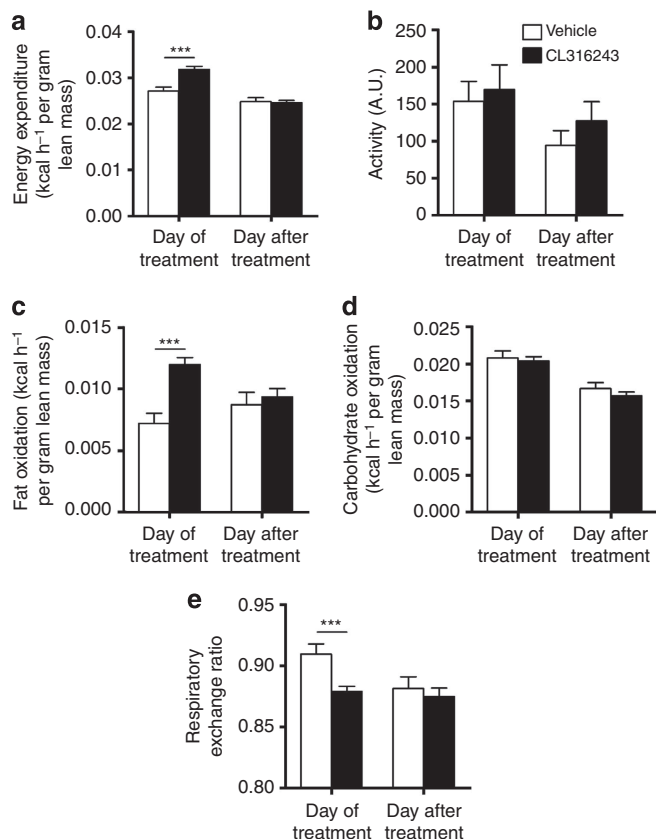 a
Energy expenditure
(kcal h⁻¹ per gram
lean mass)
0.04
0.03
0.02
0.01
0.00
***
Day of
treatment
Day after
treatment
b
Vehicle
CL316243
Activity (A.U.)
250
200
150
100
50
0
Day of
treatment
Day after
treatment
c
Fat oxidation (kcal h⁻¹
per gram lean mass)
0.015
0.010
0.005
0.000
***
Day of
treatment
Day after
treatment
d
Carbohydrate oxidation
(kcal h⁻¹ per gram
lean mass)
0.025
0.020
0.015
0.010
0.005
0.000
Day of
treatment
Day after
treatment
e
Respiratory
exchange ratio
0.95
0.90
0.85
0.80
***
Day of
treatment
Day after
treatment